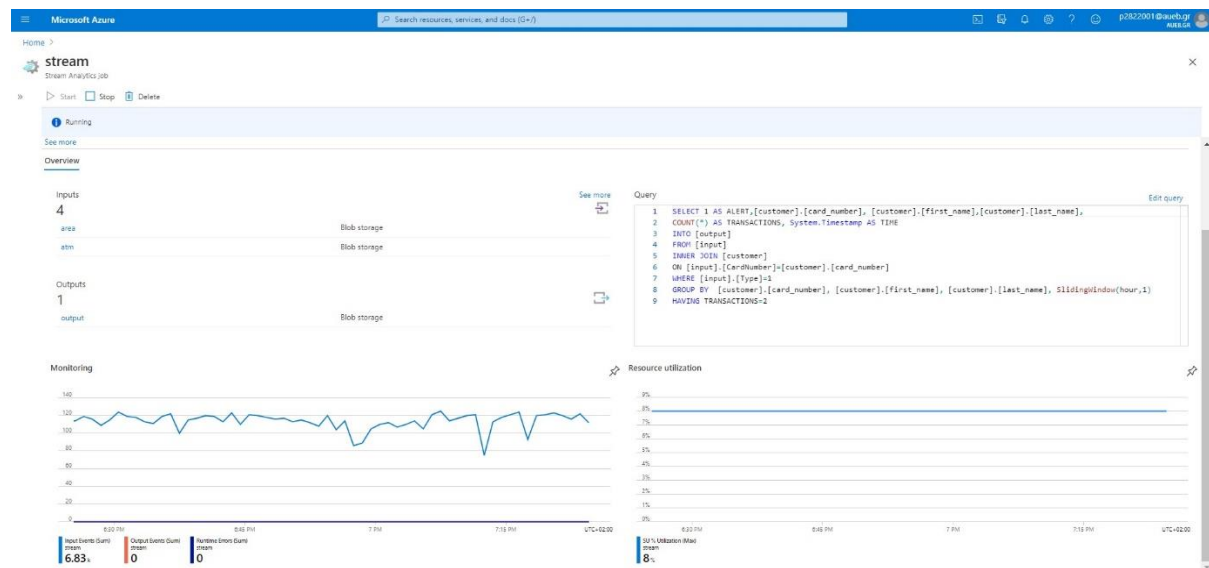 Microsoft Azure
Search resources, services, and docs (G+/)
p2822001@aueb.gr
AUEB.GR
Home >
stream
Stream Analytics job
Start Stop Delete
Running
See more
Overview
Inputs See more
4
area Blob storage
atm Blob storage
Outputs
1
output Blob storage
Query Edit query
1 SELECT 1 AS ALERT,[customer].[card_number], [customer].[first_name],[customer].[last_name],
2 COUNT(*) AS TRANSACTIONS, System.Timestamp AS TIME
3 INTO [output]
4 FROM [input]
5 INNER JOIN [customer]
6 ON [input].[CardNumber]=[customer].[card_number]
7 WHERE [input].[Type]=1
8 GROUP BY [customer].[card_number], [customer].[first_name], [customer].[last_name], SlidingWindow(hour,1)
9 HAVING TRANSACTIONS=2
Monitoring
140
120
100
80
60
40
20
0
6:30 PM 6:45 PM 7 PM 7:15 PM UTC+02:00
Input Events (Sum) Output Events (Sum) Runtime Errors (Sum)
stream stream stream
6.83k 0 0
Resource utilization
9%
8%
7%
6%
5%
4%
3%
2%
1%
0%
6:30 PM 6:45 PM 7 PM 7:15 PM UTC+02:00
SU % Utilization (Max)
stream
8%